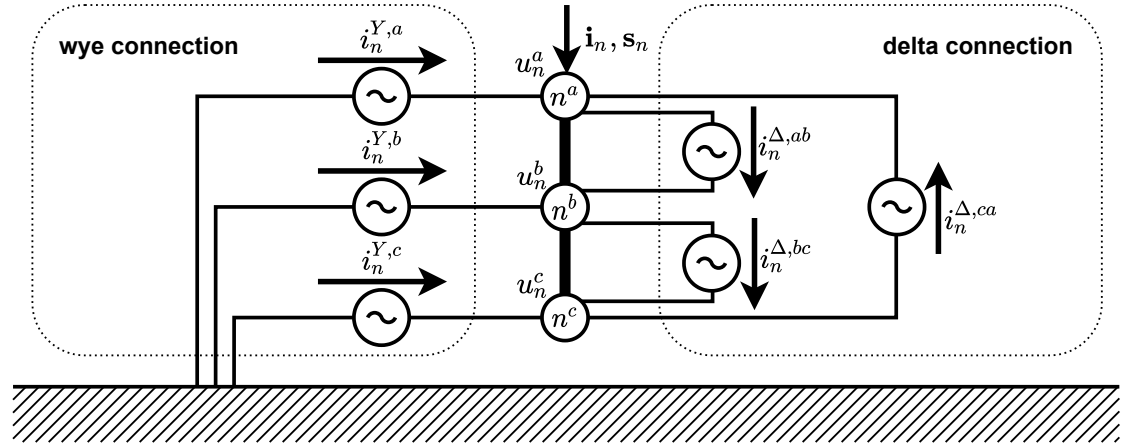 wye connection
delta connection
i_n^{Y,a}
i_n^{Y,b}
i_n^{Y,c}
𝐢_n, 𝐬_n
u_n^a
n^a
u_n^b
n^b
u_n^c
n^c
i_n^{Δ,ab}
i_n^{Δ,bc}
i_n^{Δ,ca}